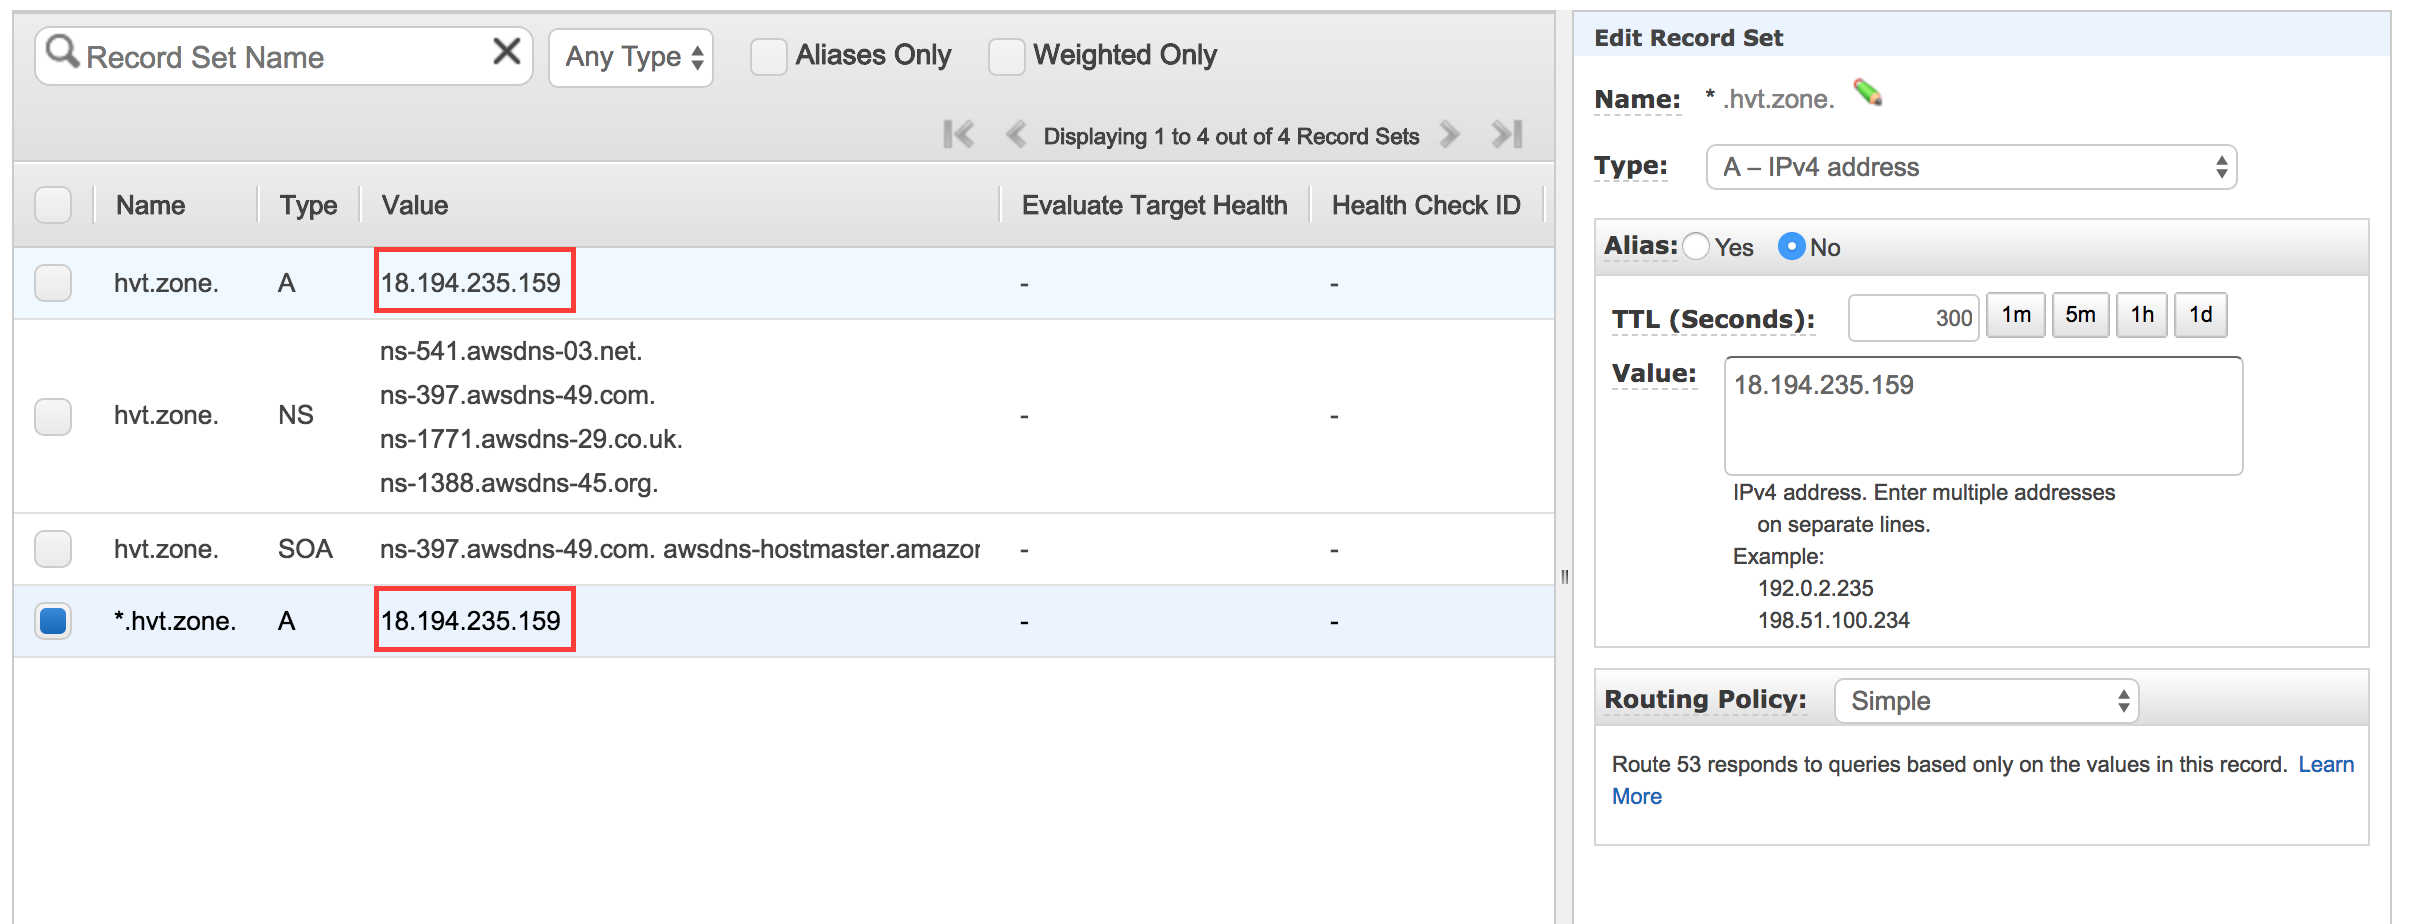 Record Set Name
Any Type
Aliases Only
Weighted Only
Displaying 1 to 4 out of 4 Record Sets
Name Type Value Evaluate Target Health Health Check ID
hvt.zone. A 18.194.235.159 - -
hvt.zone. NS ns-541.awsdns-03.net. - -
ns-397.awsdns-49.com.
ns-1771.awsdns-29.co.uk.
ns-1388.awsdns-45.org.
hvt.zone. SOA ns-397.awsdns-49.com. awsdns-hostmaster.amazon - -
*.hvt.zone. A 18.194.235.159 - -
Edit Record Set
Name: * .hvt.zone.
Type: A – IPv4 address
Alias: Yes No
TTL (Seconds): 300 1m 5m 1h 1d
Value: 18.194.235.159
IPv4 address. Enter multiple addresses
on separate lines.
Example:
192.0.2.235
198.51.100.234
Routing Policy: Simple
Route 53 responds to queries based only on the values in this record. Learn
More